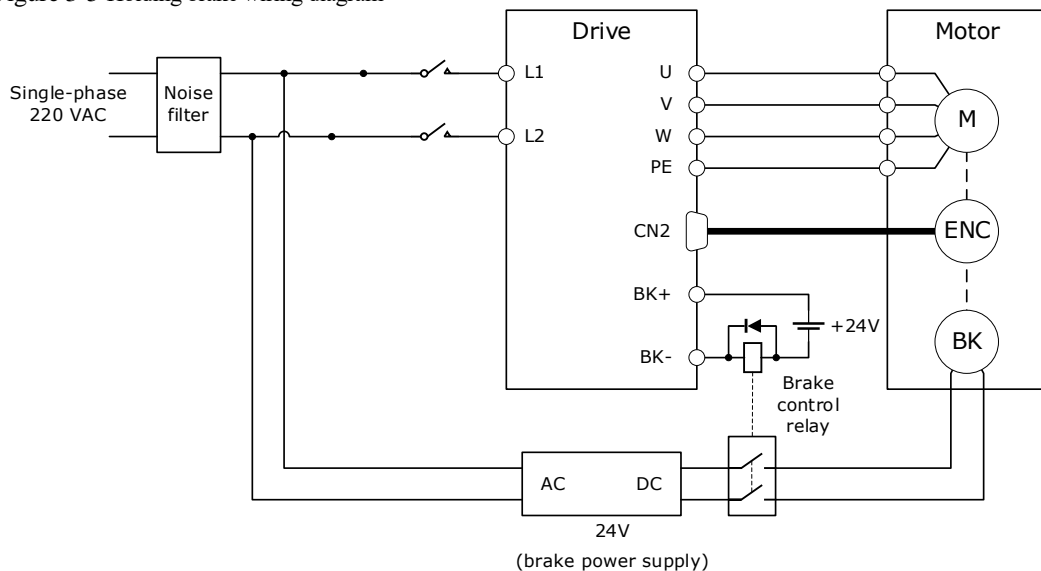 Drive
Motor
Single-phase
220 VAC
Noise
filter
L1
L2
U
V
W
PE
M
CN2
ENC
BK+
+24V
BK-
BK
Brake
control
relay
AC
DC
24V
(brake power supply)